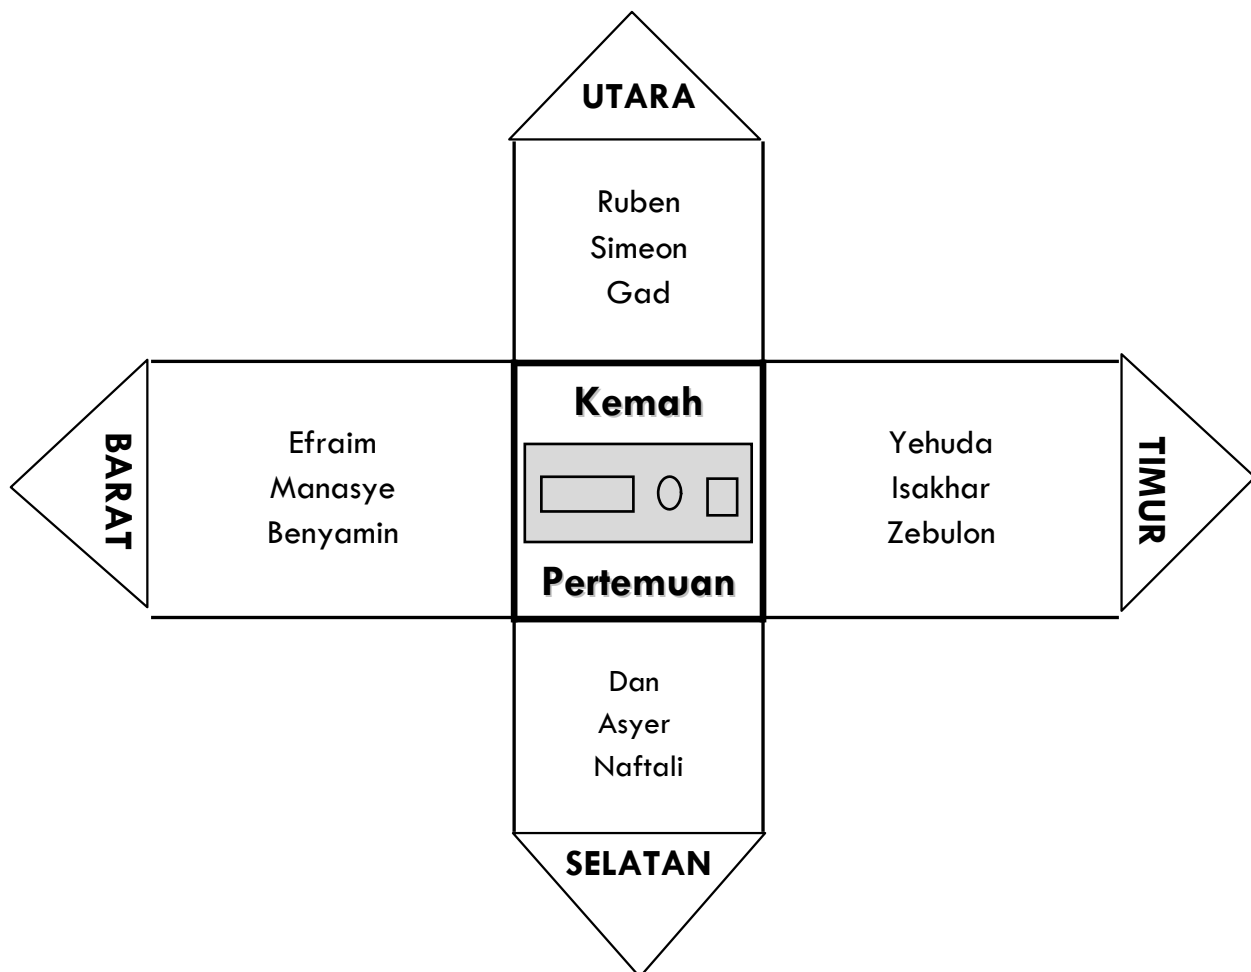 UTARA
Ruben
Simeon
Gad
Kemah
BARAT
Efraim
Manasye
Benyamin
Yehuda
Isakhar
Zebulon
TIMUR
Pertemuan
Dan
Asyer
Naftali
SELATAN